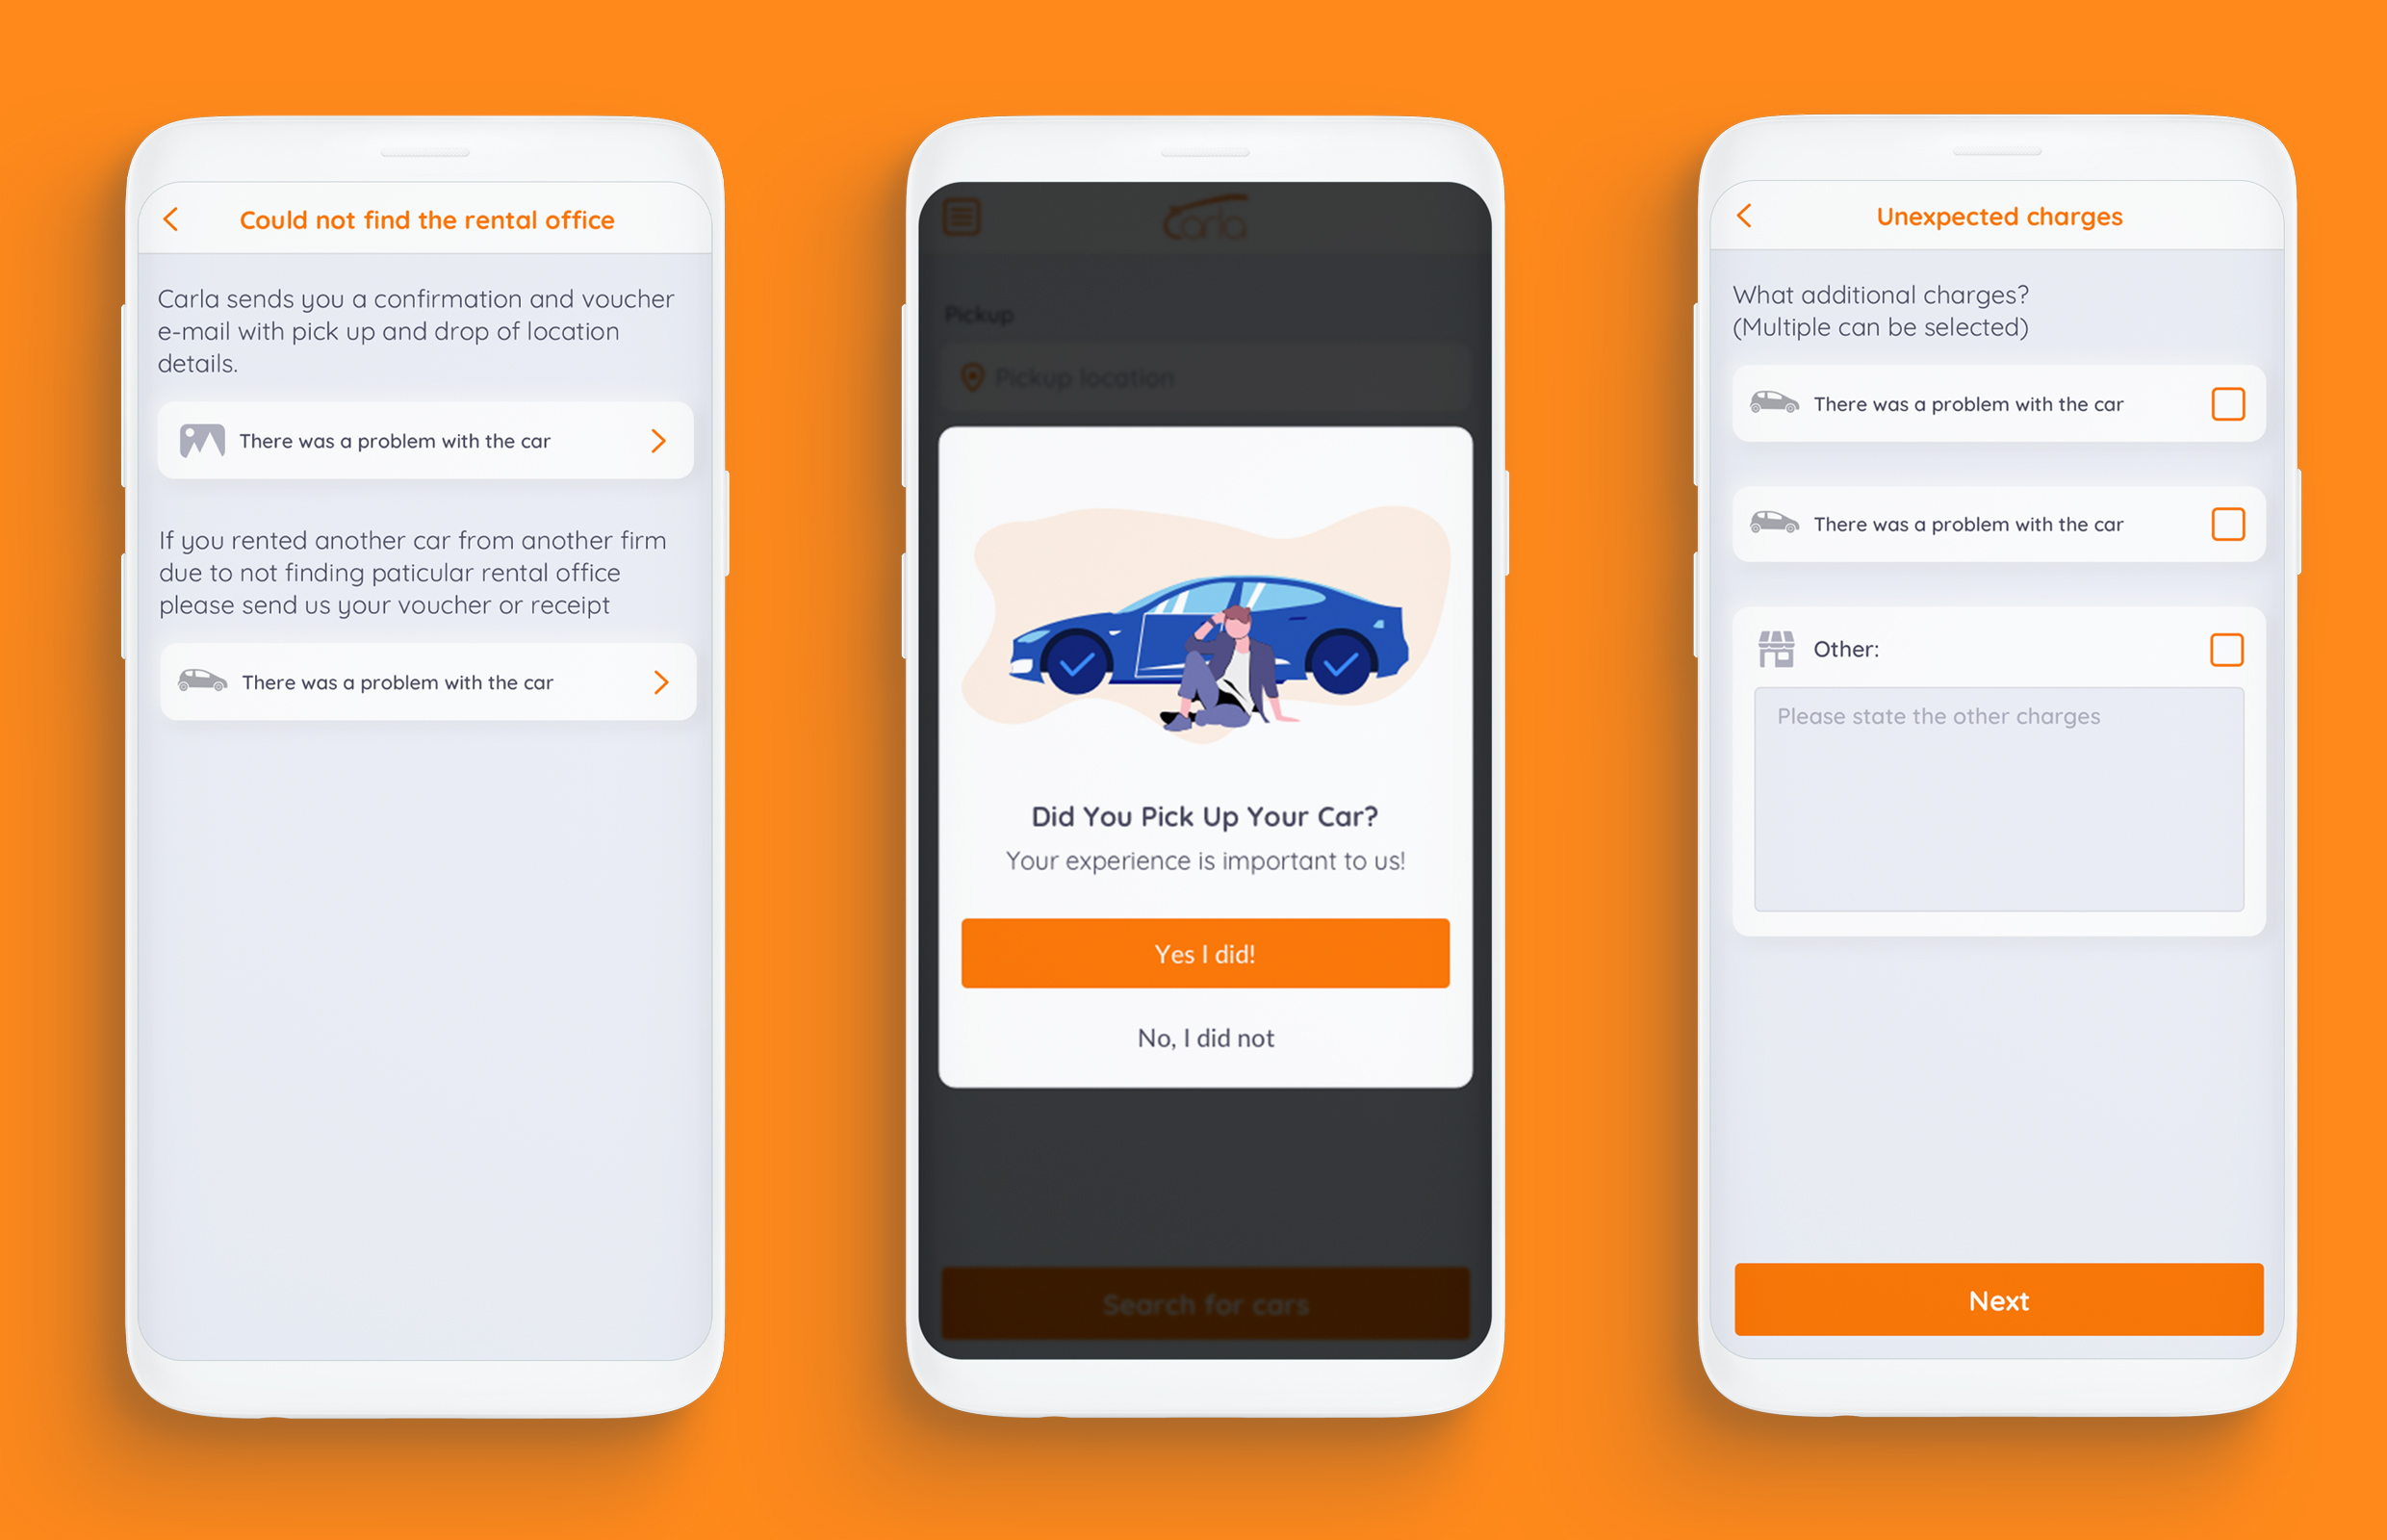 Could not find the rental office
Carla sends you a confirmation and voucher
e-mail with pick up and drop of location
details.
There was a problem with the car
If you rented another car from another firm
due to not finding paticular rental office
please send us your voucher or receipt
There was a problem with the car
Carla
Pickup
Pickup location
Did You Pick Up Your Car?
Your experience is important to us!
Yes I did!
No, I did not
Search for cars
Unexpected charges
What additional charges?
(Multiple can be selected)
There was a problem with the car
There was a problem with the car
Other:
Please state the other charges
Next